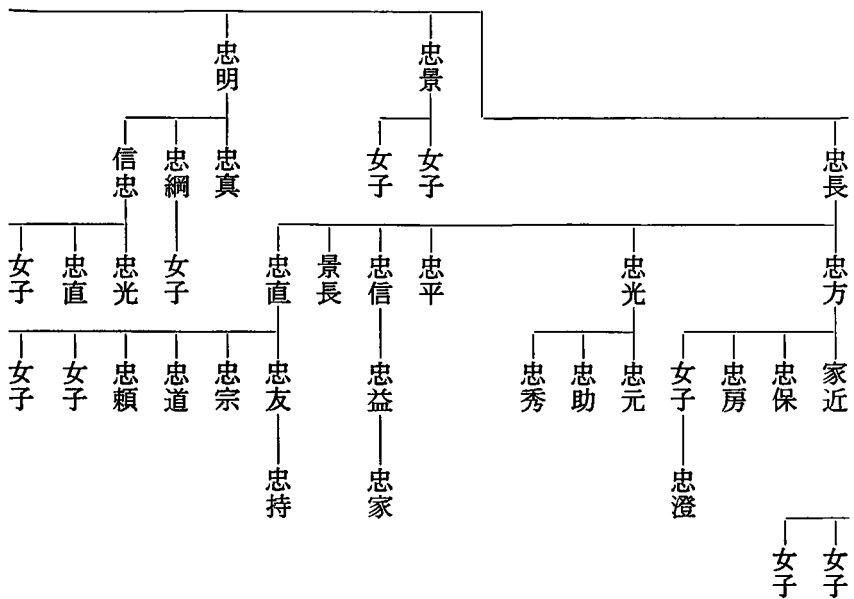 忠長
忠景
忠明
女子
女子
忠真
忠綱
信忠
忠方
忠光
忠平
忠信
景長
忠直
女子
忠光
忠直
女子
家近
忠保
忠房
女子
忠元
忠助
忠秀
忠益
忠友
忠宗
忠道
忠頼
女子
女子
忠澄
忠家
忠持
女子
女子